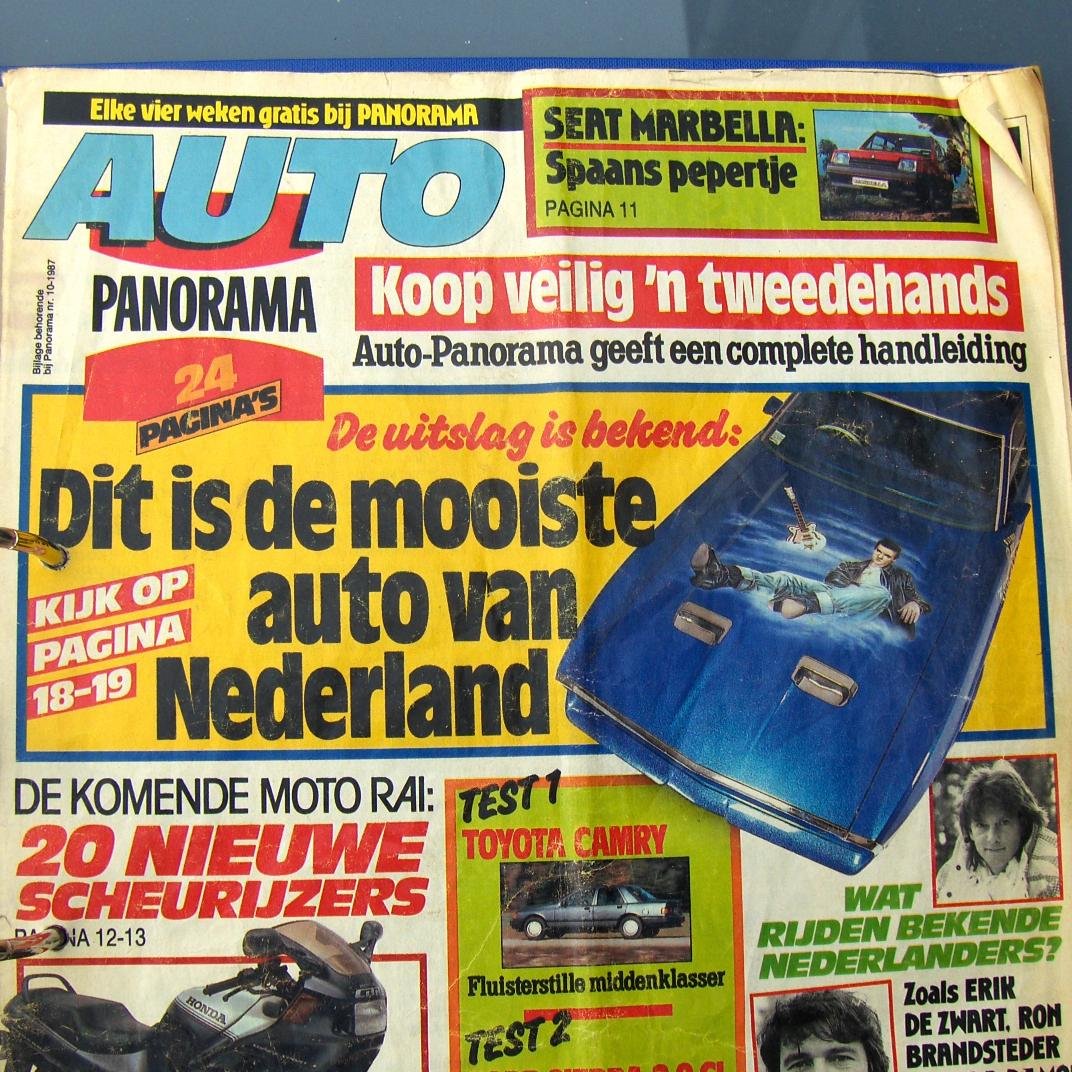 Elke vier weken gratis bij PANORAMA
AUTO
PANORAMA
Bijlage behorende
bij Panorama nr. 10-1987
24
PAGINA'S
SEAT MARBELLA:
Spaans pepertje
PAGINA 11
MARBELLA
Koop veilig 'n tweedehands
Auto-Panorama geeft een complete handleiding
De uitslag is bekend:
Dit is de mooiste
auto van
Nederland
KIJK OP
PAGINA
18-19
DE KOMENDE MOTO RAI:
20 NIEUWE
SCHEURIJZERS
12-13
HONDA
TEST 1
TOYOTA CAMRY
Fluisterstille middenklasser
TEST 2
WAT
RIJDEN BEKENDE
NEDERLANDERS?
Zoals ERIK
DE ZWART, RON
BRANDSTEDER